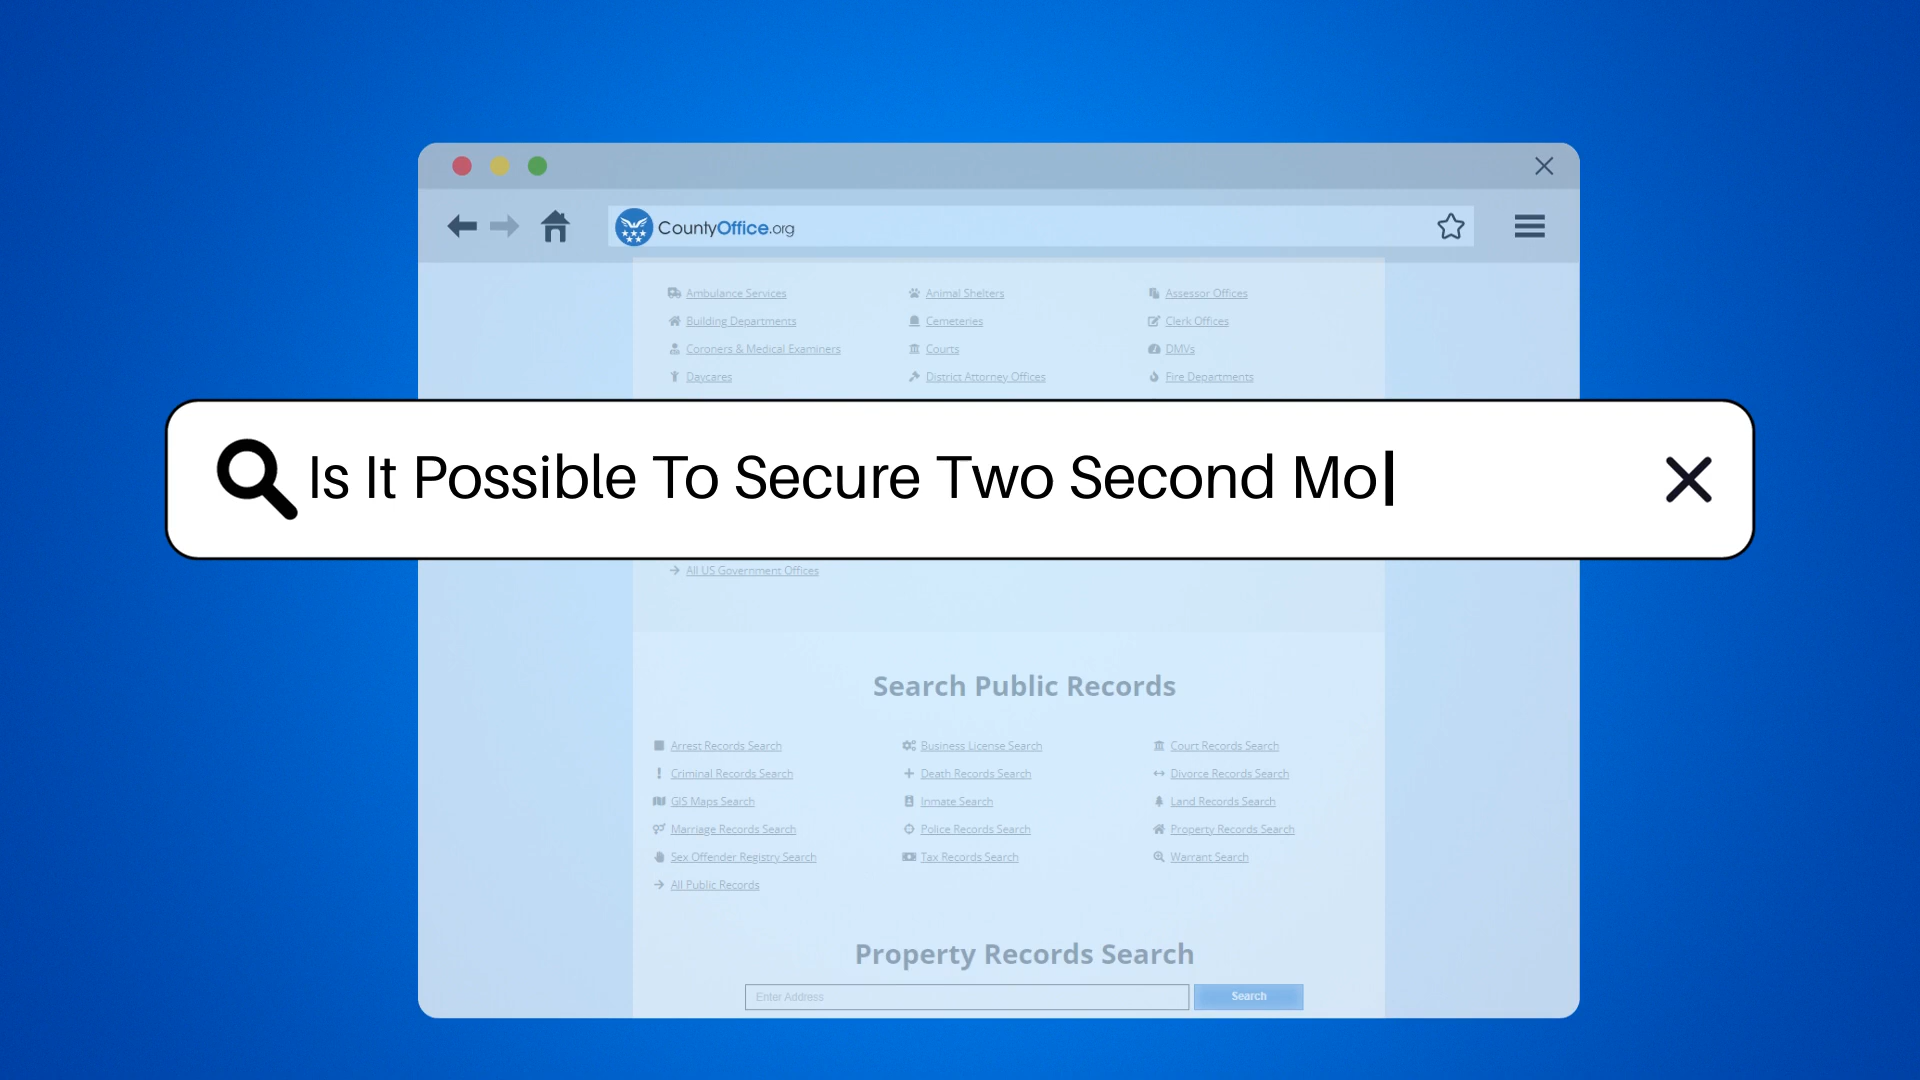 CountyOffice.org
Ambulance Services Animal Shelters Assessor Offices
Building Departments Cemeteries Clerk Offices
Coroners & Medical Examiners Courts DMVs
Daycares District Attorney Offices Fire Departments
Is It Possible To Secure Two Second Mo
All US Government Offices
Search Public Records
Arrest Records Search Business License Search Court Records Search
Criminal Records Search Death Records Search Divorce Records Search
GIS Maps Search Inmate Search Land Records Search
Marriage Records Search Police Records Search Property Records Search
Sex Offender Registry Search Tax Records Search Warrant Search
All Public Records
Property Records Search
Enter Address Search